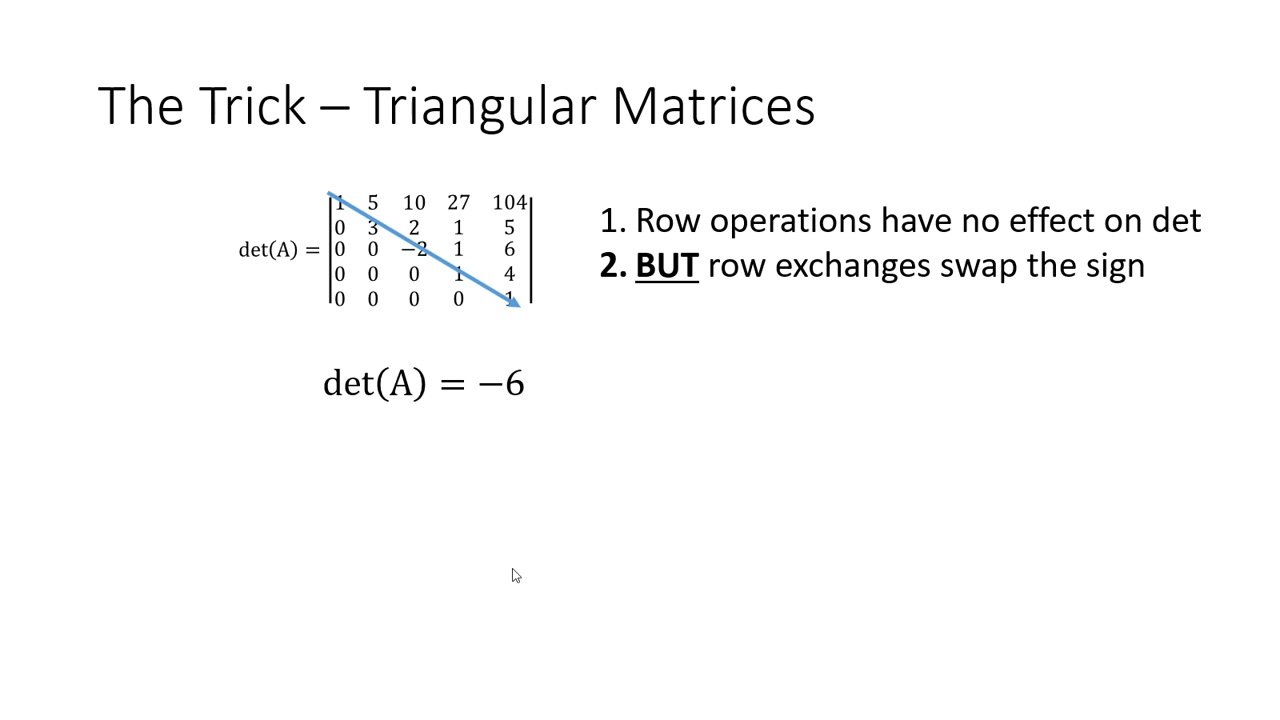 The Trick – Triangular Matrices
1 5 10 27 104
0 3 2 1 5
det(A) = 0 0 −2 1 6
0 0 0 1 4
0 0 0 0 1
det(A) = −6
1. Row operations have no effect on det
2. BUT row exchanges swap the sign